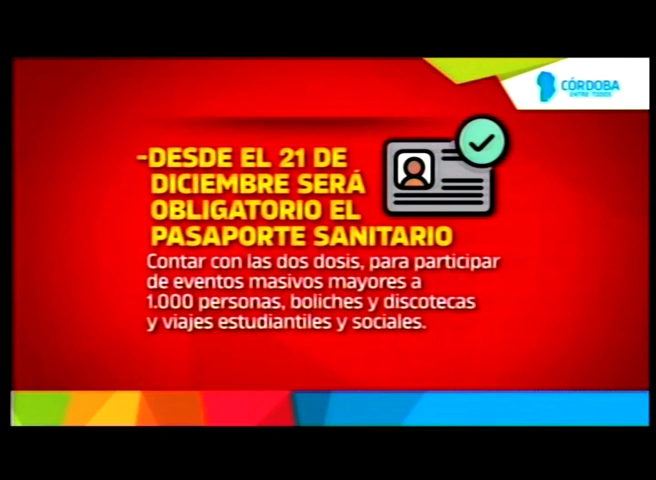 CÓRDOBA
ENTRE TODOS
-DESDE EL 21 DE
DICIEMBRE SERÁ
OBLIGATORIO EL
PASAPORTE SANITARIO
Contar con las dos dosis, para participar
de eventos masivos mayores a
1.000 personas, boliches y discotecas
y viajes estudiantiles y sociales.